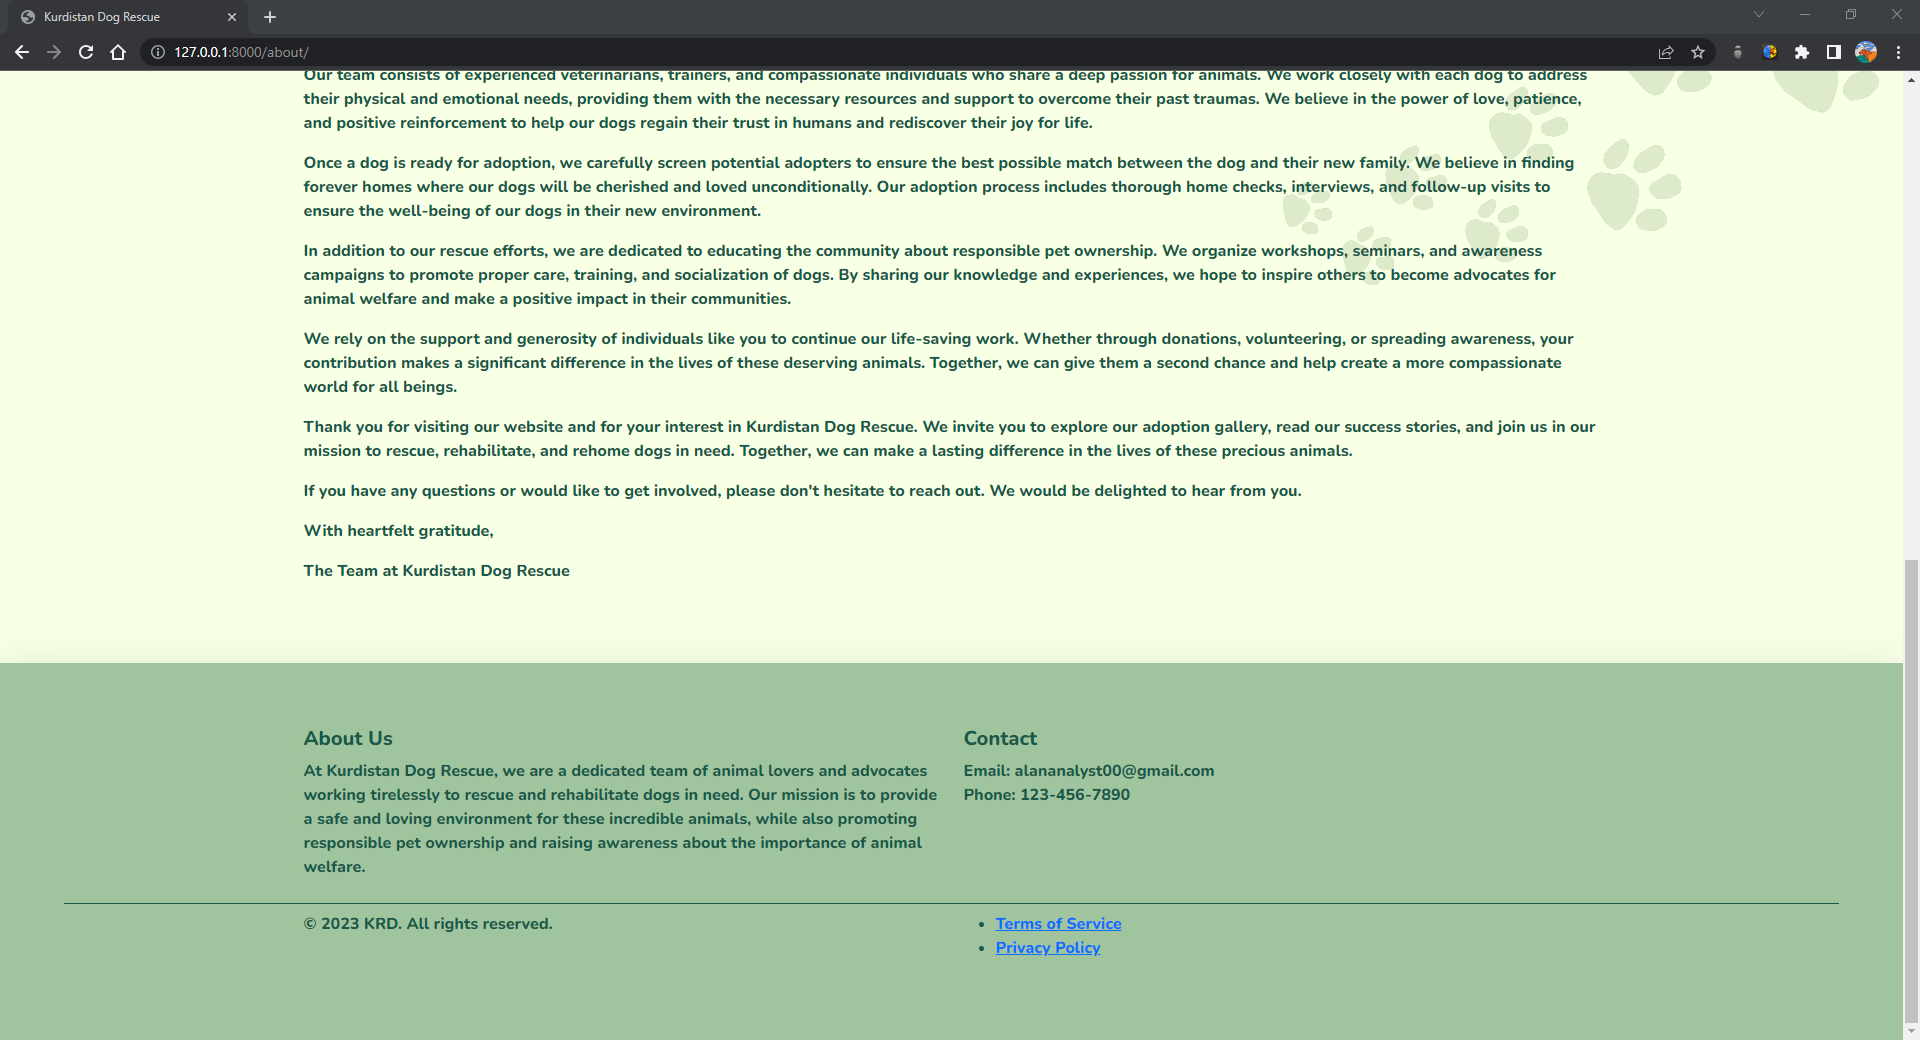 Kurdistan Dog Rescue
127.0.0.1:8000/about/
Our team consists of experienced veterinarians, trainers, and compassionate individuals who share a deep passion for animals. We work closely with each dog to address
their physical and emotional needs, providing them with the necessary resources and support to overcome their past traumas. We believe in the power of love, patience,
and positive reinforcement to help our dogs regain their trust in humans and rediscover their joy for life.
Once a dog is ready for adoption, we carefully screen potential adopters to ensure the best possible match between the dog and their new family. We believe in finding
forever homes where our dogs will be cherished and loved unconditionally. Our adoption process includes thorough home checks, interviews, and follow-up visits to
ensure the well-being of our dogs in their new environment.
In addition to our rescue efforts, we are dedicated to educating the community about responsible pet ownership. We organize workshops, seminars, and awareness
campaigns to promote proper care, training, and socialization of dogs. By sharing our knowledge and experiences, we hope to inspire others to become advocates for
animal welfare and make a positive impact in their communities.
We rely on the support and generosity of individuals like you to continue our life-saving work. Whether through donations, volunteering, or spreading awareness, your
contribution makes a significant difference in the lives of these deserving animals. Together, we can give them a second chance and help create a more compassionate
world for all beings.
Thank you for visiting our website and for your interest in Kurdistan Dog Rescue. We invite you to explore our adoption gallery, read our success stories, and join us in our
mission to rescue, rehabilitate, and rehome dogs in need. Together, we can make a lasting difference in the lives of these precious animals.
If you have any questions or would like to get involved, please don't hesitate to reach out. We would be delighted to hear from you.
With heartfelt gratitude,
The Team at Kurdistan Dog Rescue
About Us
At Kurdistan Dog Rescue, we are a dedicated team of animal lovers and advocates
working tirelessly to rescue and rehabilitate dogs in need. Our mission is to provide
a safe and loving environment for these incredible animals, while also promoting
responsible pet ownership and raising awareness about the importance of animal
welfare.
Contact
Email: alananalyst00@gmail.com
Phone: 123-456-7890
© 2023 KRD. All rights reserved.
• Terms of Service
• Privacy Policy